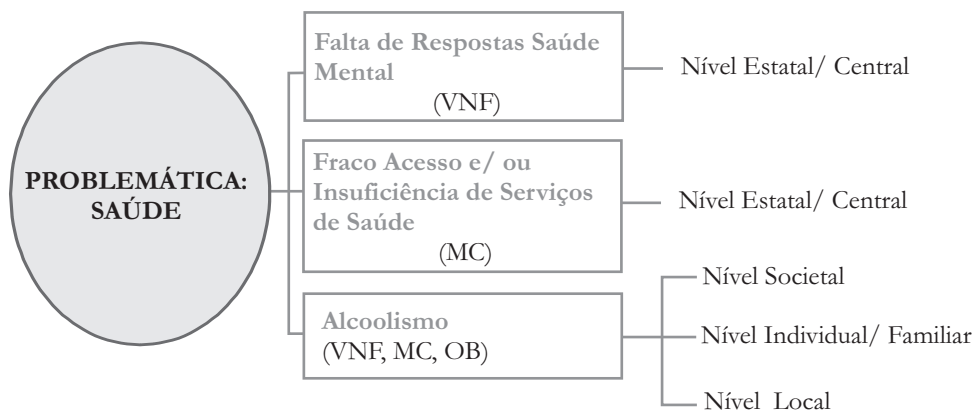 PROBLEMÁTICA:
SAÚDE
Falta de Respostas Saúde
Mental
(VNF)
Nível Estatal/ Central
Fraco Acesso e/ ou
Insuficiência de Serviços
de Saúde
(MC)
Nível Estatal/ Central
Alcoolismo
(VNF, MC, OB)
Nível Societal
Nível Individual/ Familiar
Nível Local